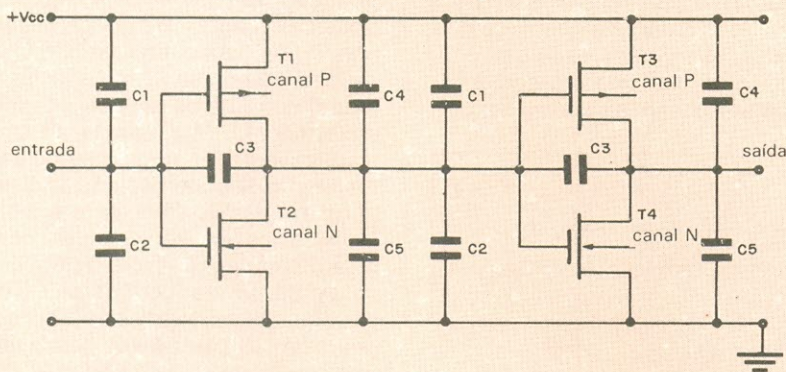 +Vcc
C1
T1
canal P
C4
C1
T3
canal P
C4
entrada
C3
C3
saída
C2
T2
canal N
C5
C2
T4
canal N
C5